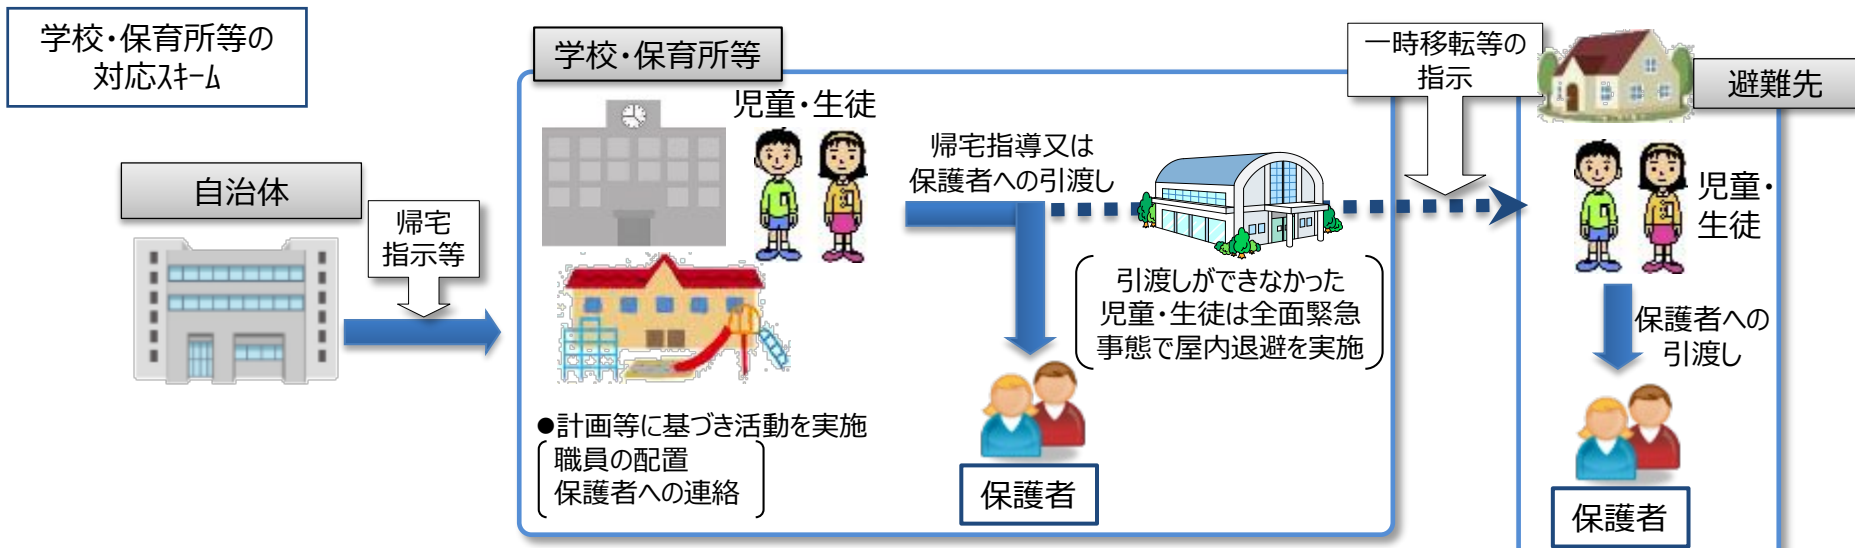 学校・保育所等の
対応ｽｷｰﾑ
自治体
帰宅
指示等
学校・保育所等
児童・生徒
●計画等に基づき活動を実施
職員の配置
保護者への連絡
帰宅指導又は
保護者への引渡し
引渡しができなかった
児童・生徒は全面緊急
事態で屋内退避を実施
保護者
一時移転等の
指示
避難先
児童・
生徒
保護者への
引渡し
保護者